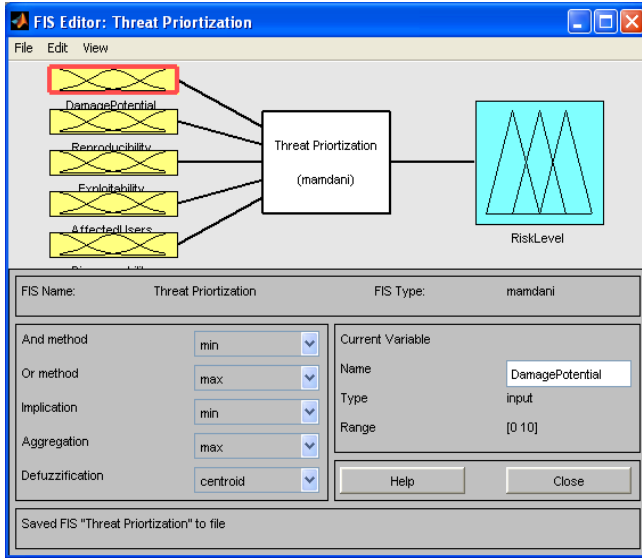 FIS Editor: Threat Priortization
File Edit View
DamagePotential
Reproducibility
Exploitability
AffectedUsers
Threat Priortization
(mamdani)
RiskLevel
FIS Name: Threat Priortization FIS Type: mamdani
And method min
Or method max
Implication min
Aggregation max
Defuzzification centroid
Current Variable
Name DamagePotential
Type input
Range [0 10]
Help Close
Saved FIS "Threat Priortization" to file